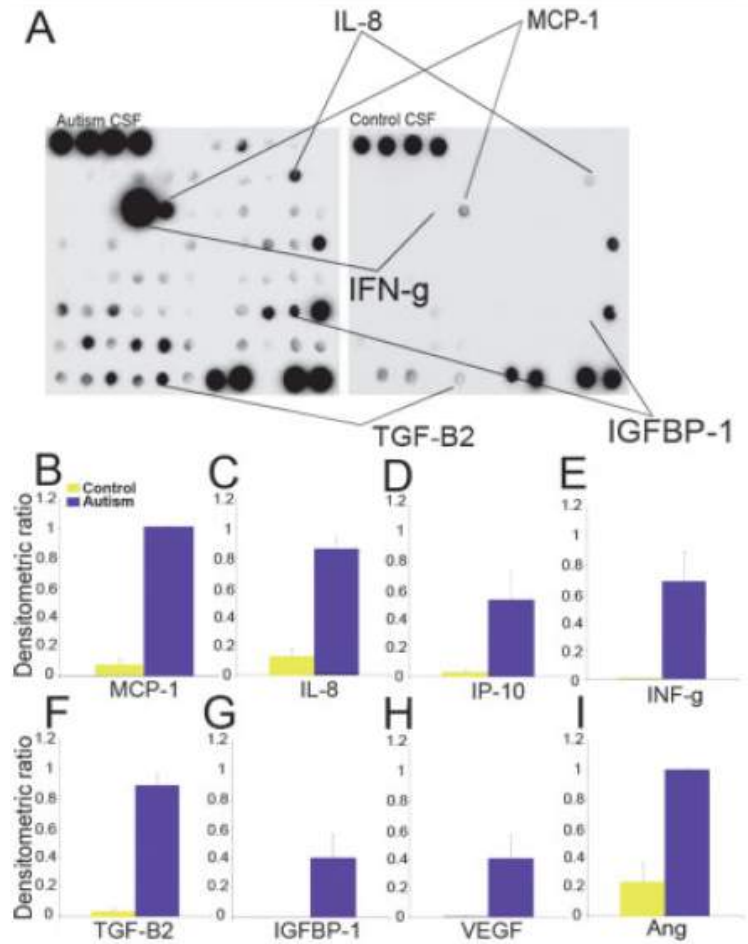 A
IL-8
MCP-1
Autism CSF
Control CSF
IFN-g
TGF-B2
IGFBP-1
B
C
D
E
Control
Autism
Densitometric ratio
1.2
1
0.8
0.6
0.4
0.2
0
MCP-1
1.2
1
0.8
0.6
0.4
0.2
0
IL-8
1.2
1
0.8
0.6
0.4
0.2
0
IP-10
1.2
1
0.8
0.6
0.4
0.2
0
INF-g
F
G
H
I
Densitometric ratio
1.2
1
0.8
0.6
0.4
0.2
0
TGF-B2
1.2
1
0.8
0.6
0.4
0.2
0
IGFBP-1
1.2
1
0.8
0.6
0.4
0.2
0
VEGF
1.2
1
0.8
0.6
0.4
0.2
0
Ang